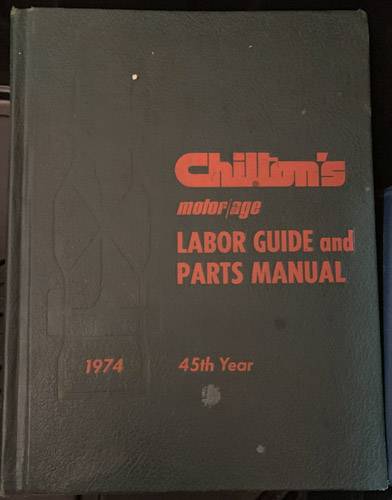 Chilton's
motor/age
LABOR GUIDE and
PARTS MANUAL
1974 45th Year